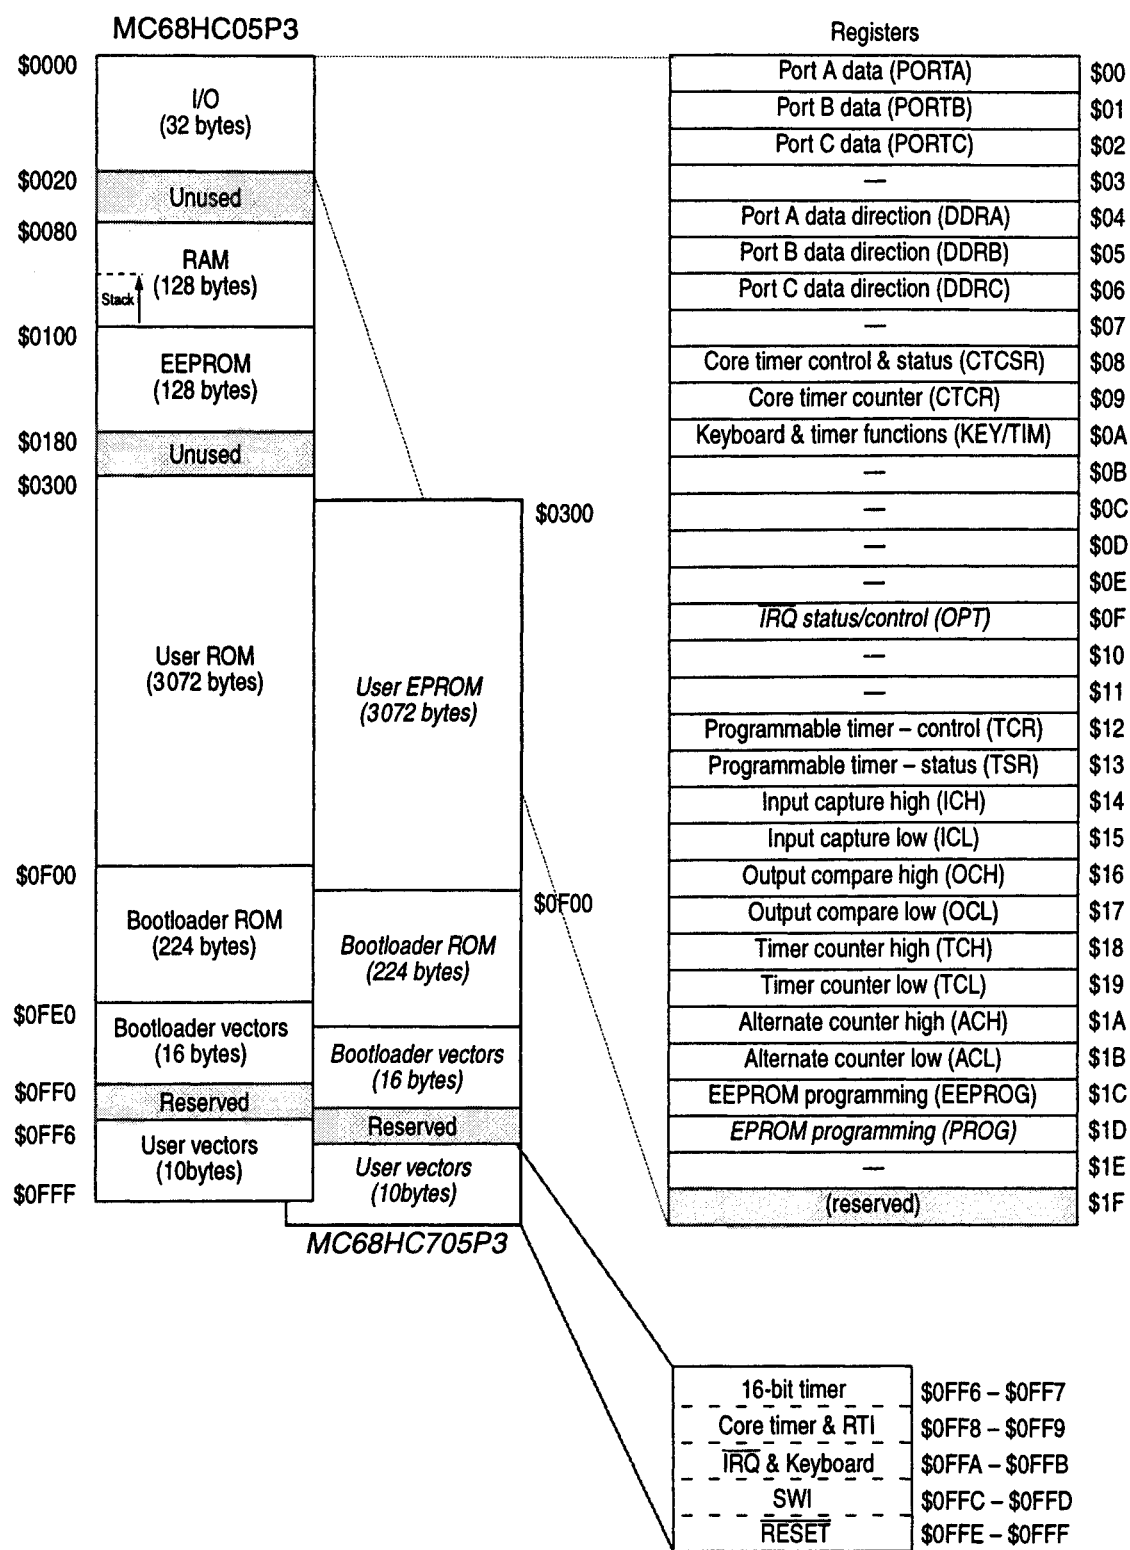 MC68HC05P3
$0000
I/O
(32 bytes)
$0020
Unused
$0080
RAM
(128 bytes)
Stack
$0100
EEPROM
(128 bytes)
$0180
Unused
$0300
User ROM
(3072 bytes)
$0F00
Bootloader ROM
(224 bytes)
$0FE0
Bootloader vectors
(16 bytes)
$0FF0
Reserved
$0FF6
User vectors
(10bytes)
$0FFF
$0300
User EPROM
(3072 bytes)
$0F00
Bootloader ROM
(224 bytes)
Bootloader vectors
(16 bytes)
Reserved
User vectors
(10bytes)
MC68HC705P3
Registers
Port A data (PORTA) $00
Port B data (PORTB) $01
Port C data (PORTC) $02
— $03
Port A data direction (DDRA) $04
Port B data direction (DDRB) $05
Port C data direction (DDRC) $06
— $07
Core timer control & status (CTCSR) $08
Core timer counter (CTCR) $09
Keyboard & timer functions (KEY/TIM) $0A
— $0B
— $0C
— $0D
— $0E
IRQ status/control (OPT) $0F
— $10
— $11
Programmable timer – control (TCR) $12
Programmable timer – status (TSR) $13
Input capture high (ICH) $14
Input capture low (ICL) $15
Output compare high (OCH) $16
Output compare low (OCL) $17
Timer counter high (TCH) $18
Timer counter low (TCL) $19
Alternate counter high (ACH) $1A
Alternate counter low (ACL) $1B
EEPROM programming (EEPROG) $1C
EPROM programming (PROG) $1D
— $1E
(reserved) $1F
16-bit timer $0FF6 – $0FF7
Core timer & RTI $0FF8 – $0FF9
IRQ & Keyboard $0FFA – $0FFB
SWI $0FFC – $0FFD
RESET $0FFE – $0FFF